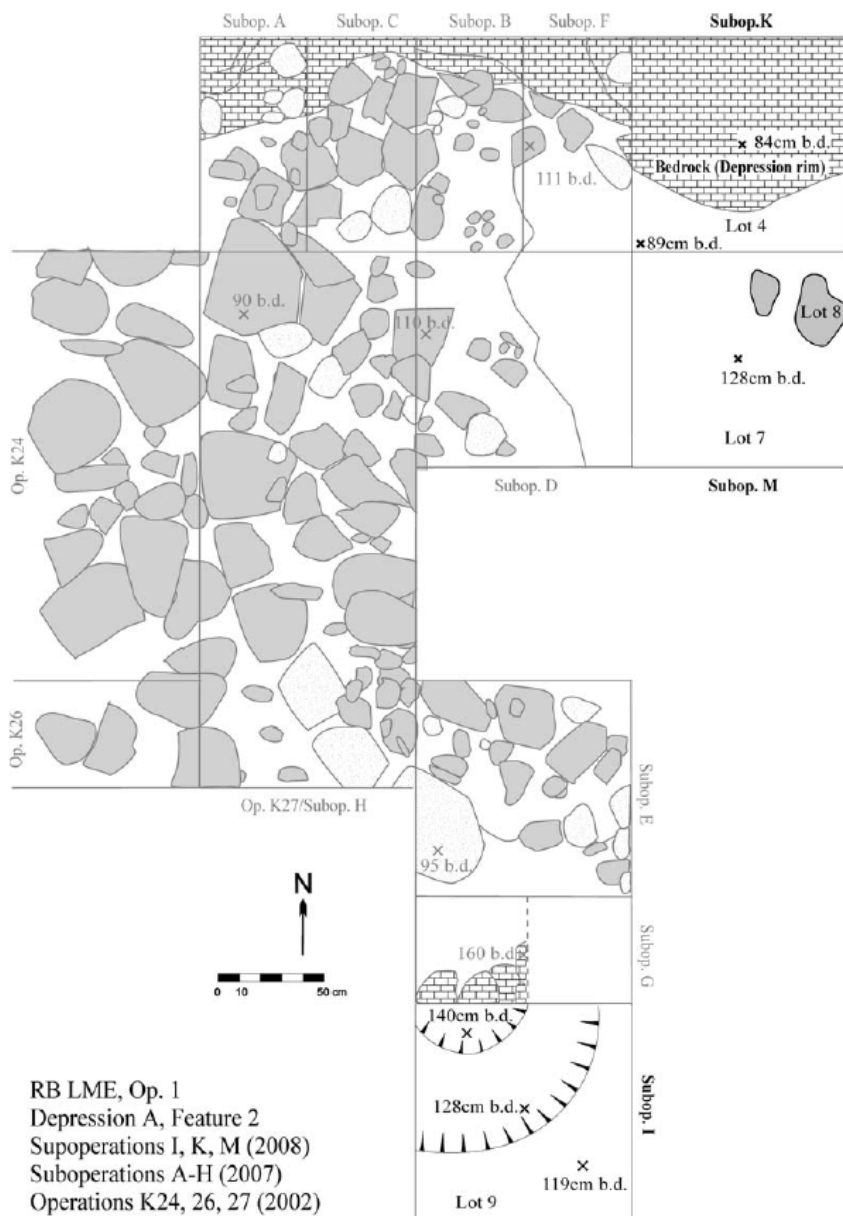 Subop. A
Subop. C
Subop. B
Subop. F
Subop.K
84cm b.d.
Bedrock (Depression rim)
111 b.d.
Lot 4
89cm b.d.
90 b.d.
110 b.d.
Lot 8
128cm b.d.
Lot 7
Op. K24
Subop. D
Subop. M
Op. K26
Op. K27/Subop. H
Subop. E
95 b.d.
N
160 b.d.
Subop. G
0 10 50 cm
140cm b.d.
128cm b.d.
Subop. I
119cm b.d.
Lot 9
RB LME, Op. 1
Depression A, Feature 2
Supoperations I, K, M (2008)
Suboperations A-H (2007)
Operations K24, 26, 27 (2002)